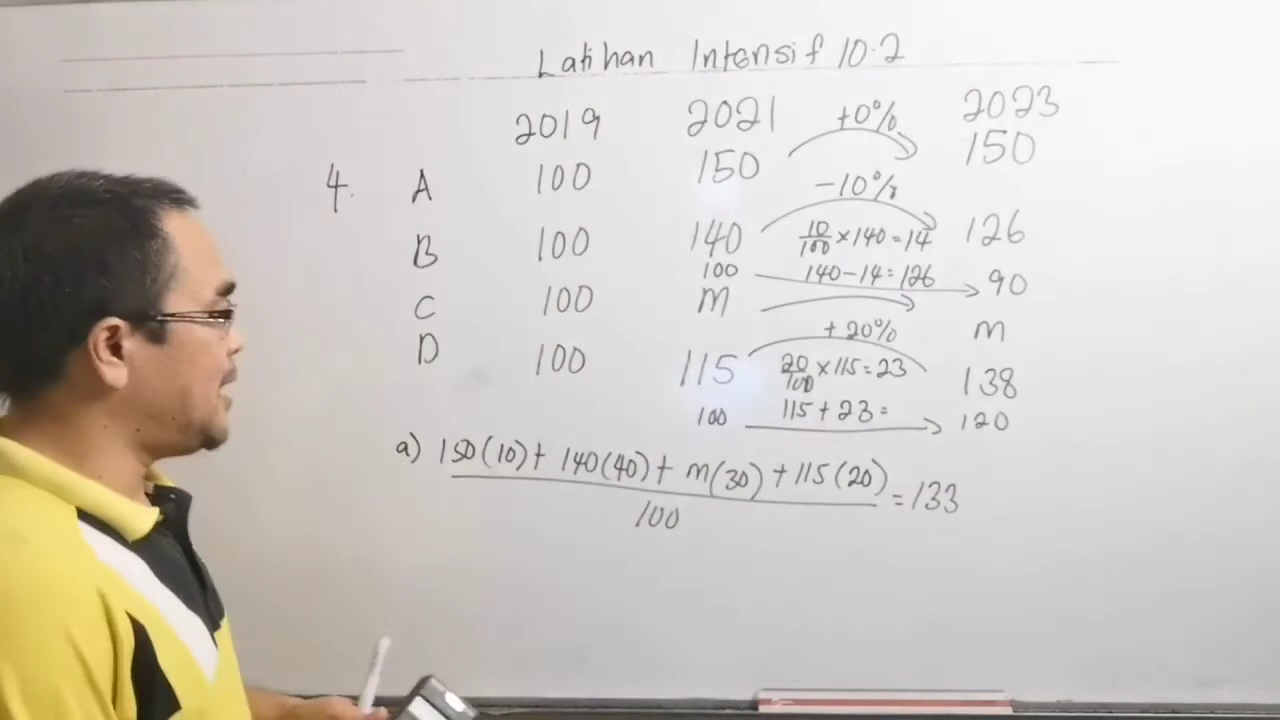 Latihan Intensif 10.2
2019 2021 +0% 2023
4. A 100 150 150
-10%
B 100 140 10/100 × 140 = 14 126
100 140 - 14 = 126 90
C 100 m m
+20%
D 100 115 20/100 × 115 = 23 138
100 115 + 23 = 120
a) 150(10) + 140(40) + m(30) + 115(20) = 133
100